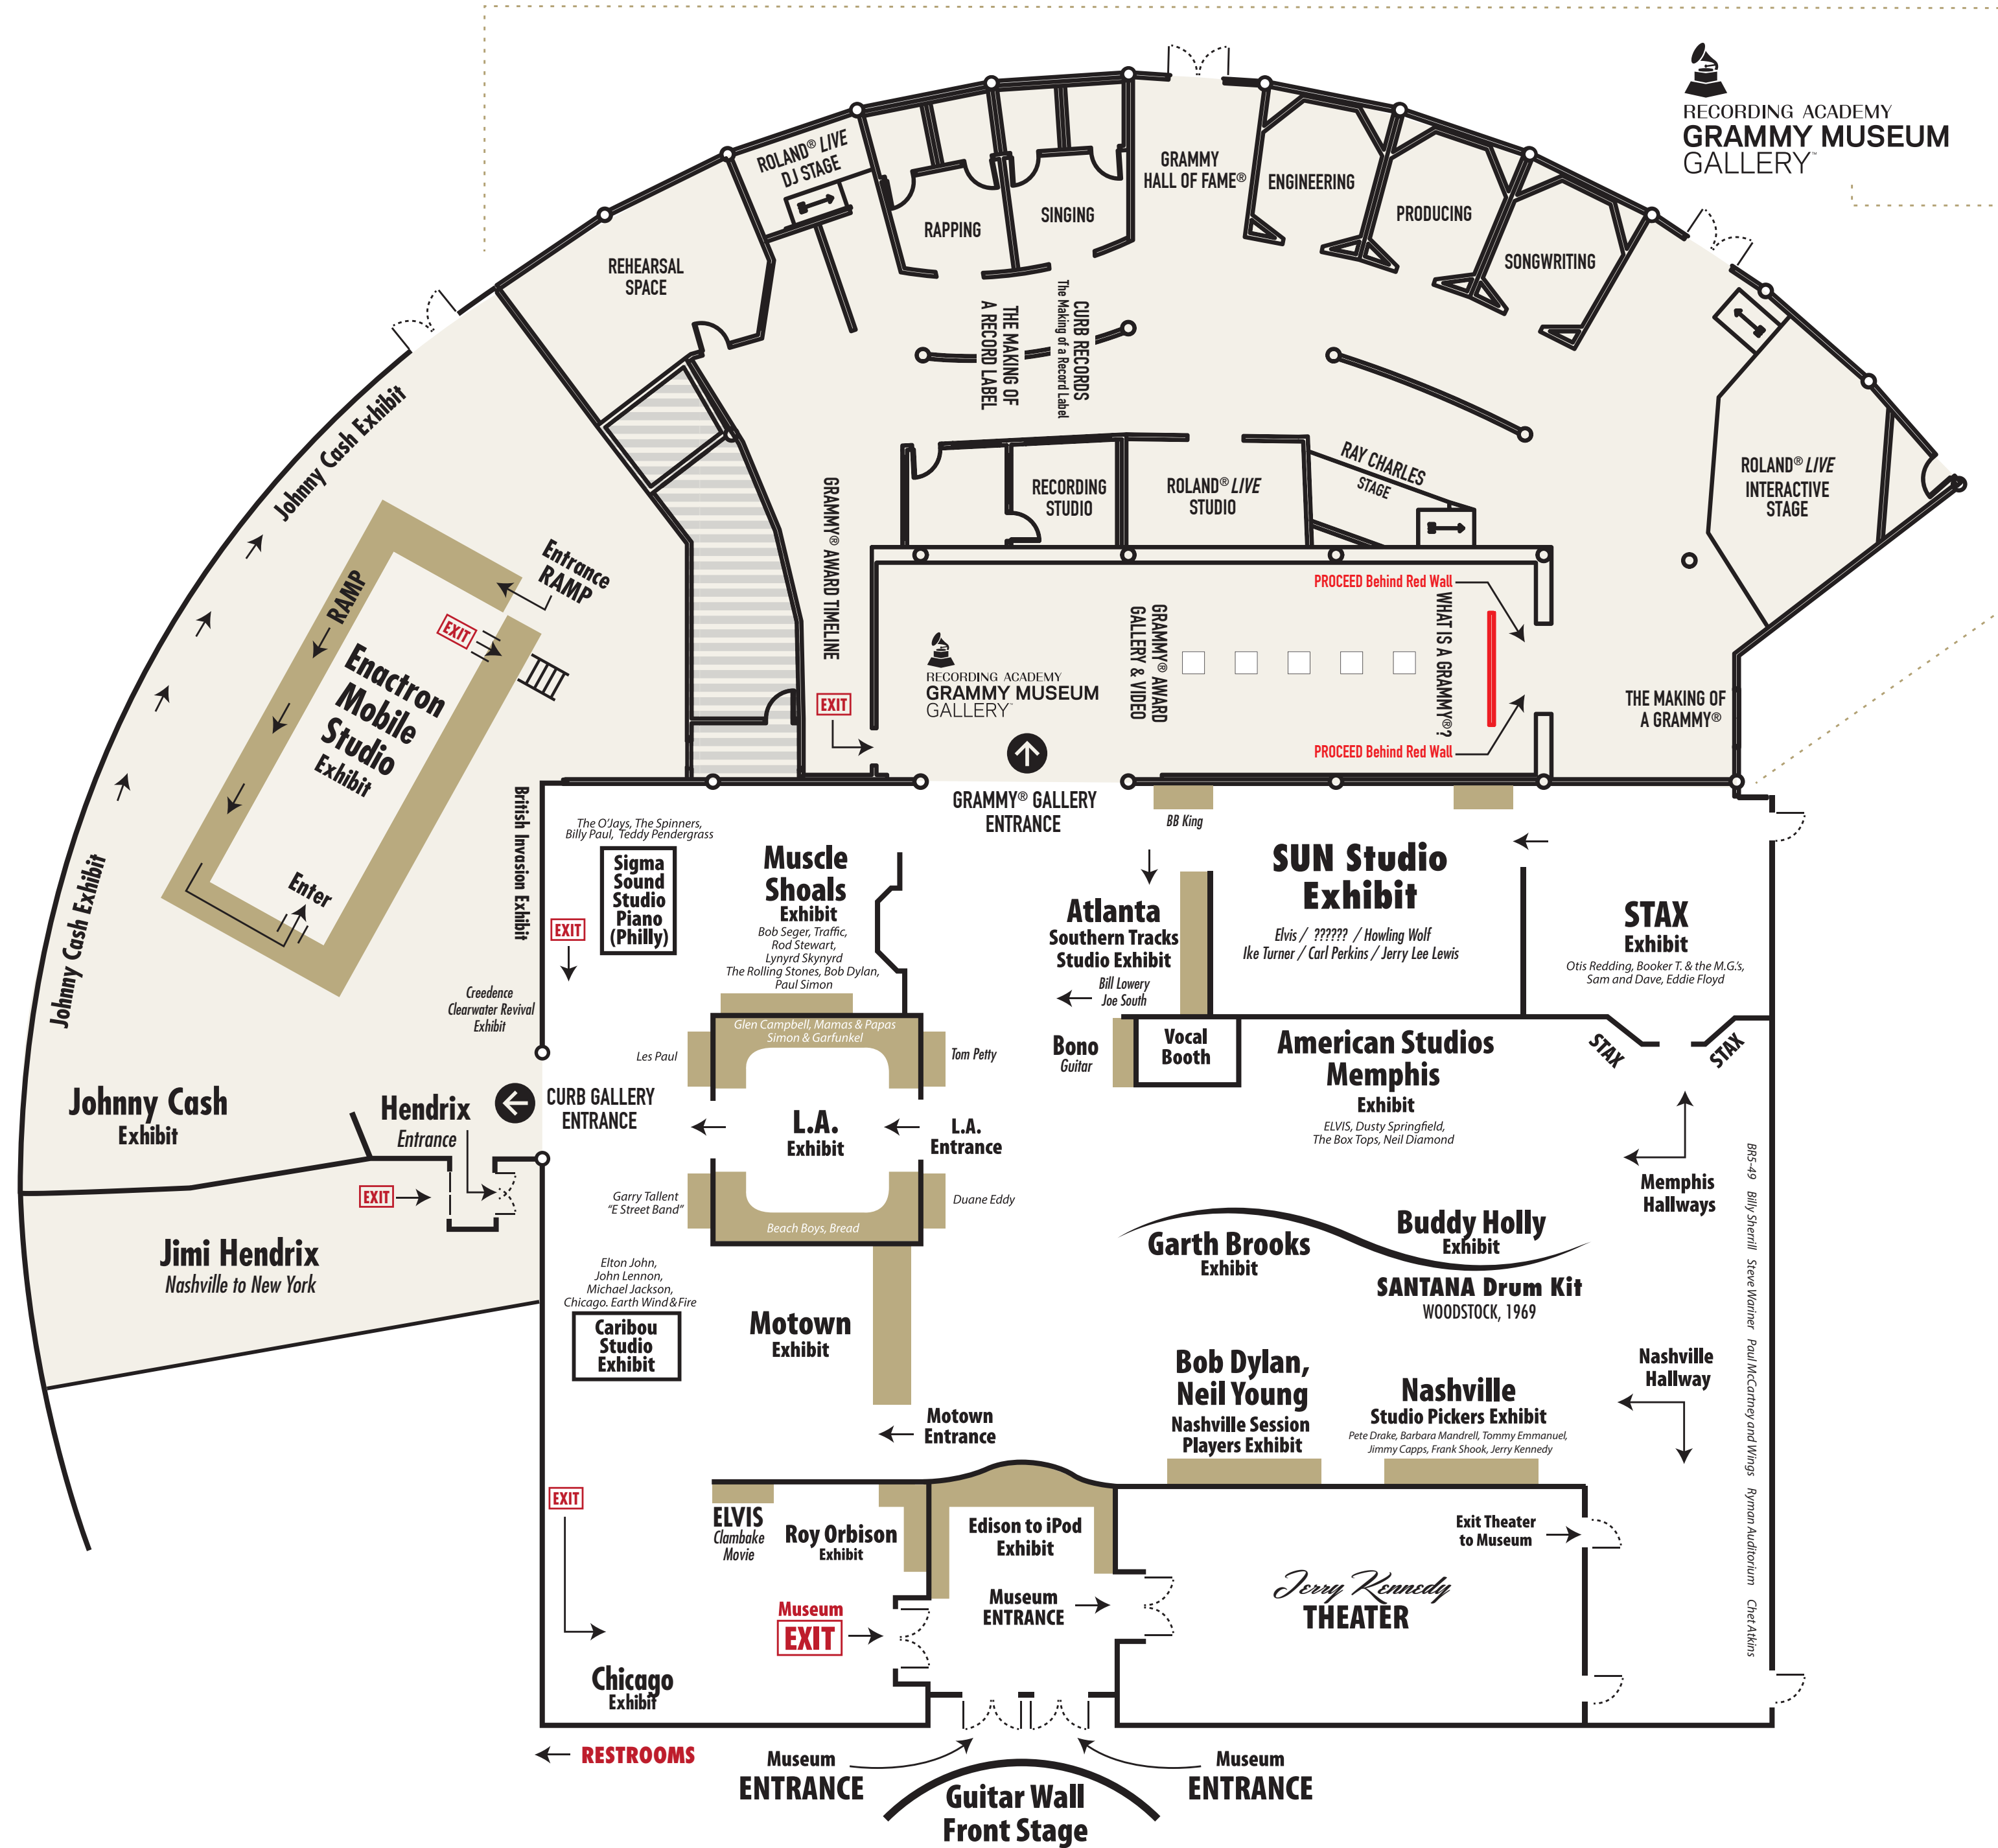 RECORDING ACADEMY
GRAMMY MUSEUM
GALLERY™
ROLAND® LIVE
DJ STAGE
REHEARSAL
SPACE
RAPPING
SINGING
GRAMMY
HALL OF FAME®
ENGINEERING
PRODUCING
SONGWRITING
THE MAKING OF
A RECORD LABEL
CURB RECORDS
The Making of a Record Label
GRAMMY® AWARD TIMELINE
RECORDING
STUDIO
ROLAND® LIVE
STUDIO
RAY CHARLES
STAGE
ROLAND® LIVE
INTERACTIVE
STAGE
PROCEED Behind Red Wall
WHAT IS A GRAMMY®?
PROCEED Behind Red Wall
GRAMMY® AWARD
GALLERY & VIDEO
RECORDING ACADEMY
GRAMMY MUSEUM
GALLERY™
EXIT
THE MAKING OF
A GRAMMY®
GRAMMY® GALLERY
ENTRANCE
Johnny Cash Exhibit
Johnny Cash Exhibit
Entrance
RAMP
RAMP
EXIT
Enactron
Mobile
Studio
Exhibit
Enter
British Invasion Exhibit
Creedence
Clearwater Revival
Exhibit
Johnny Cash
Exhibit
Hendrix
Entrance
EXIT
Jimi Hendrix
Nashville to New York
CURB GALLERY
ENTRANCE
The O'Jays, The Spinners,
Billy Paul, Teddy Pendergrass
Sigma
Sound
Studio
Piano
(Philly)
EXIT
Muscle
Shoals
Exhibit
Bob Seger, Traffic,
Rod Stewart,
Lynyrd Skynyrd
The Rolling Stones, Bob Dylan,
Paul Simon
Glen Campbell, Mamas & Papas
Simon & Garfunkel
Les Paul
Tom Petty
L.A.
Exhibit
L.A.
Entrance
Garry Tallent
“E Street Band”
Duane Eddy
Beach Boys, Bread
BB King
Atlanta
Southern Tracks
Studio Exhibit
Bill Lowery
Joe South
SUN Studio
Exhibit
Elvis / ?????? / Howling Wolf
Ike Turner / Carl Perkins / Jerry Lee Lewis
STAX
Exhibit
Otis Redding, Booker T. & the M.G.'s,
Sam and Dave, Eddie Floyd
STAX
STAX
Bono
Guitar
Vocal
Booth
American Studios
Memphis
Exhibit
ELVIS, Dusty Springfield,
The Box Tops, Neil Diamond
Memphis
Hallways
Garth Brooks
Exhibit
Buddy Holly
Exhibit
SANTANA Drum Kit
WOODSTOCK, 1969
Elton John,
John Lennon,
Michael Jackson,
Chicago. Earth Wind & Fire
Caribou
Studio
Exhibit
Motown
Exhibit
Motown
Entrance
Bob Dylan,
Neil Young
Nashville Session
Players Exhibit
Nashville
Studio Pickers Exhibit
Pete Drake, Barbara Mandrell, Tommy Emmanuel,
Jimmy Capps, Frank Shook, Jerry Kennedy
Nashville
Hallway
BR5-49 Billy Sherrill Steve Wariner Paul McCartney and Wings Ryman Auditorium Chet Atkins
EXIT
ELVIS
Clambake
Movie
Roy Orbison
Exhibit
Edison to iPod
Exhibit
Museum
ENTRANCE
Exit Theater
to Museum
Jerry Kennedy
THEATER
Museum
EXIT
Chicago
Exhibit
RESTROOMS
Museum
ENTRANCE
Museum
ENTRANCE
Guitar Wall
Front Stage